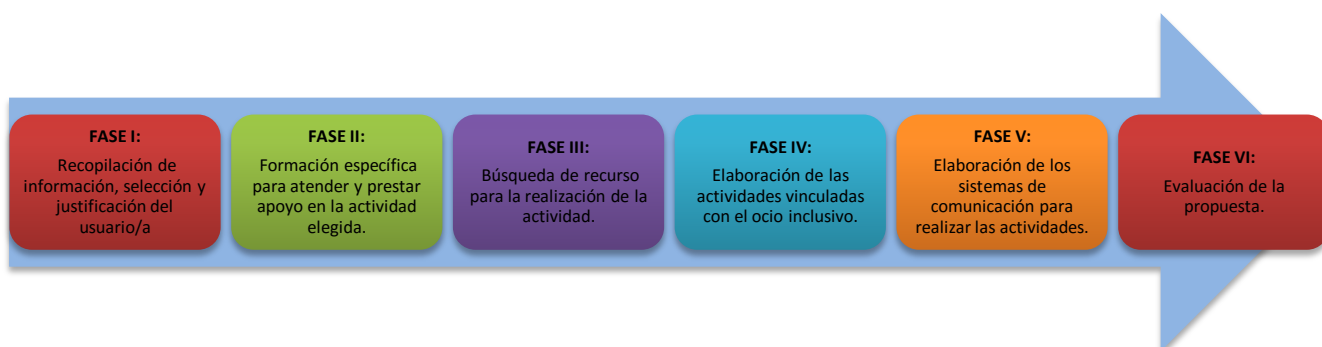 FASE I:
Recopilación de
información, selección y
justificación del
usuario/a
FASE II:
Formación específica
para atender y prestar
apoyo en la actividad
elegida.
FASE III:
Búsqueda de recurso
para la realización de la
actividad.
FASE IV:
Elaboración de las
actividades vinculadas
con el ocio inclusivo.
FASE V:
Elaboración de los
sistemas de
comunicación para
realizar las actividades.
FASE VI:
Evaluación de la
propuesta.